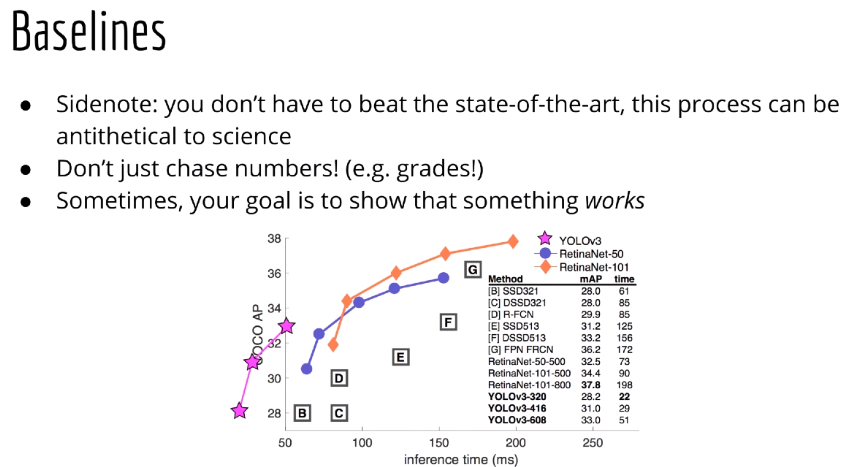 Baselines
● Sidenote: you don't have to beat the state-of-the-art, this process can be
antithetical to science
● Don't just chase numbers! (e.g. grades!)
● Sometimes, your goal is to show that something works
YOLOv3
RetinaNet-50
RetinaNet-101
Method mAP time
[B] SSD321 28.0 61
[C] DSSD321 28.0 85
[D] R-FCN 29.9 85
[E] SSD513 31.2 125
[F] DSSD513 33.2 156
[G] FPN FRCN 36.2 172
RetinaNet-50-500 32.5 73
RetinaNet-101-500 34.4 90
RetinaNet-101-800 37.8 198
YOLOv3-320 28.2 22
YOLOv3-416 31.0 29
YOLOv3-608 33.0 51
38
36
34
32
30
28
COCO AP
B
C
D
E
F
G
50 100 150 200 250
inference time (ms)